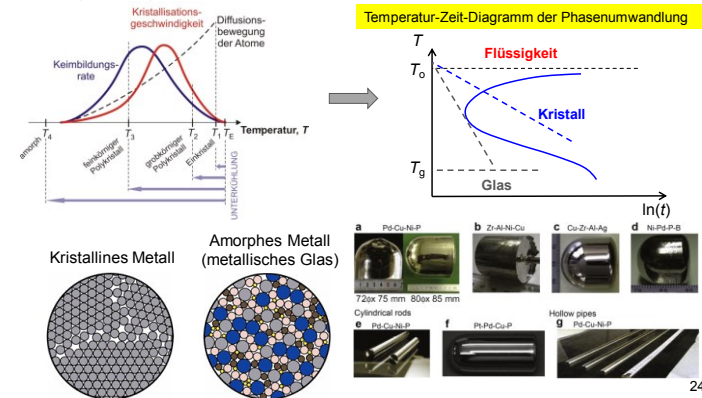 Kristallisations-
geschwindigkeit
Diffusions-
bewegung
der Atome
Keimbildungs-
rate
T4
T3
T2
T1
TE
Temperatur, T
amorph
feinkörniger
Polykristall
grobkörniger
Polykristall
Einkristall
UNTERKÜHLUNG
Temperatur-Zeit-Diagramm der Phasenumwandlung
T
To
Flüssigkeit
Kristall
Tg
Glas
ln(t)
Kristallines Metall
Amorphes Metall
(metallisches Glas)
a Pd-Cu-Ni-P
b Zr-Al-Ni-Cu
c Cu-Zr-Al-Ag
d Ni-Pd-P-B
72øx 75 mm
80øx 85 mm
Cylindrical rods
Hollow pipes
e Pd-Cu-Ni-P
f Pt-Pd-Cu-P
g Pd-Cu-Ni-P
24